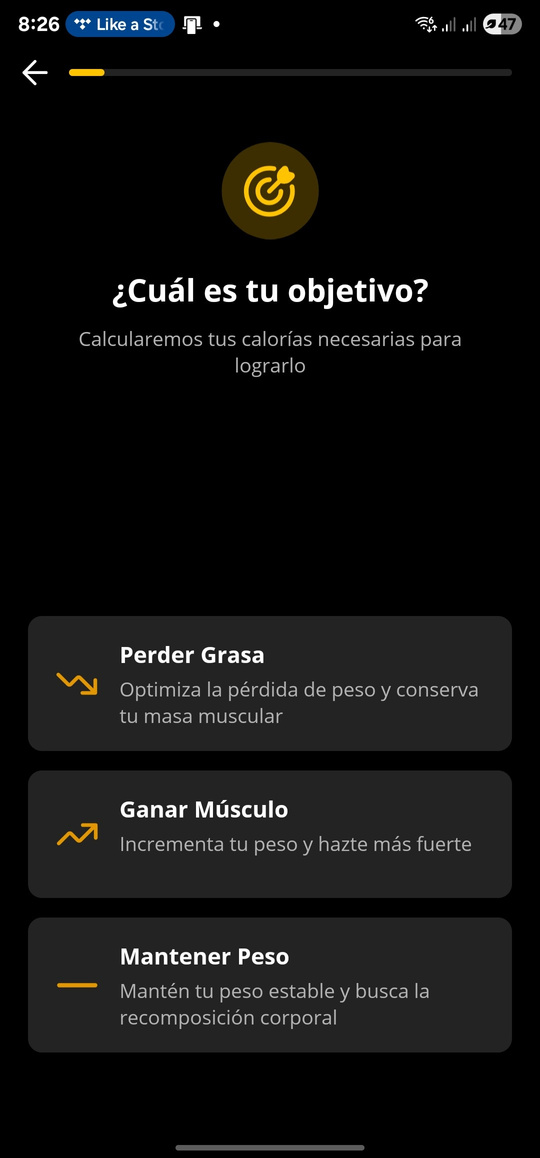 8:26 Like a Sto 47
¿Cuál es tu objetivo?
Calcularemos tus calorías necesarias para
lograrlo
Perder Grasa
Optimiza la pérdida de peso y conserva
tu masa muscular
Ganar Músculo
Incrementa tu peso y hazte más fuerte
Mantener Peso
Mantén tu peso estable y busca la
recomposición corporal